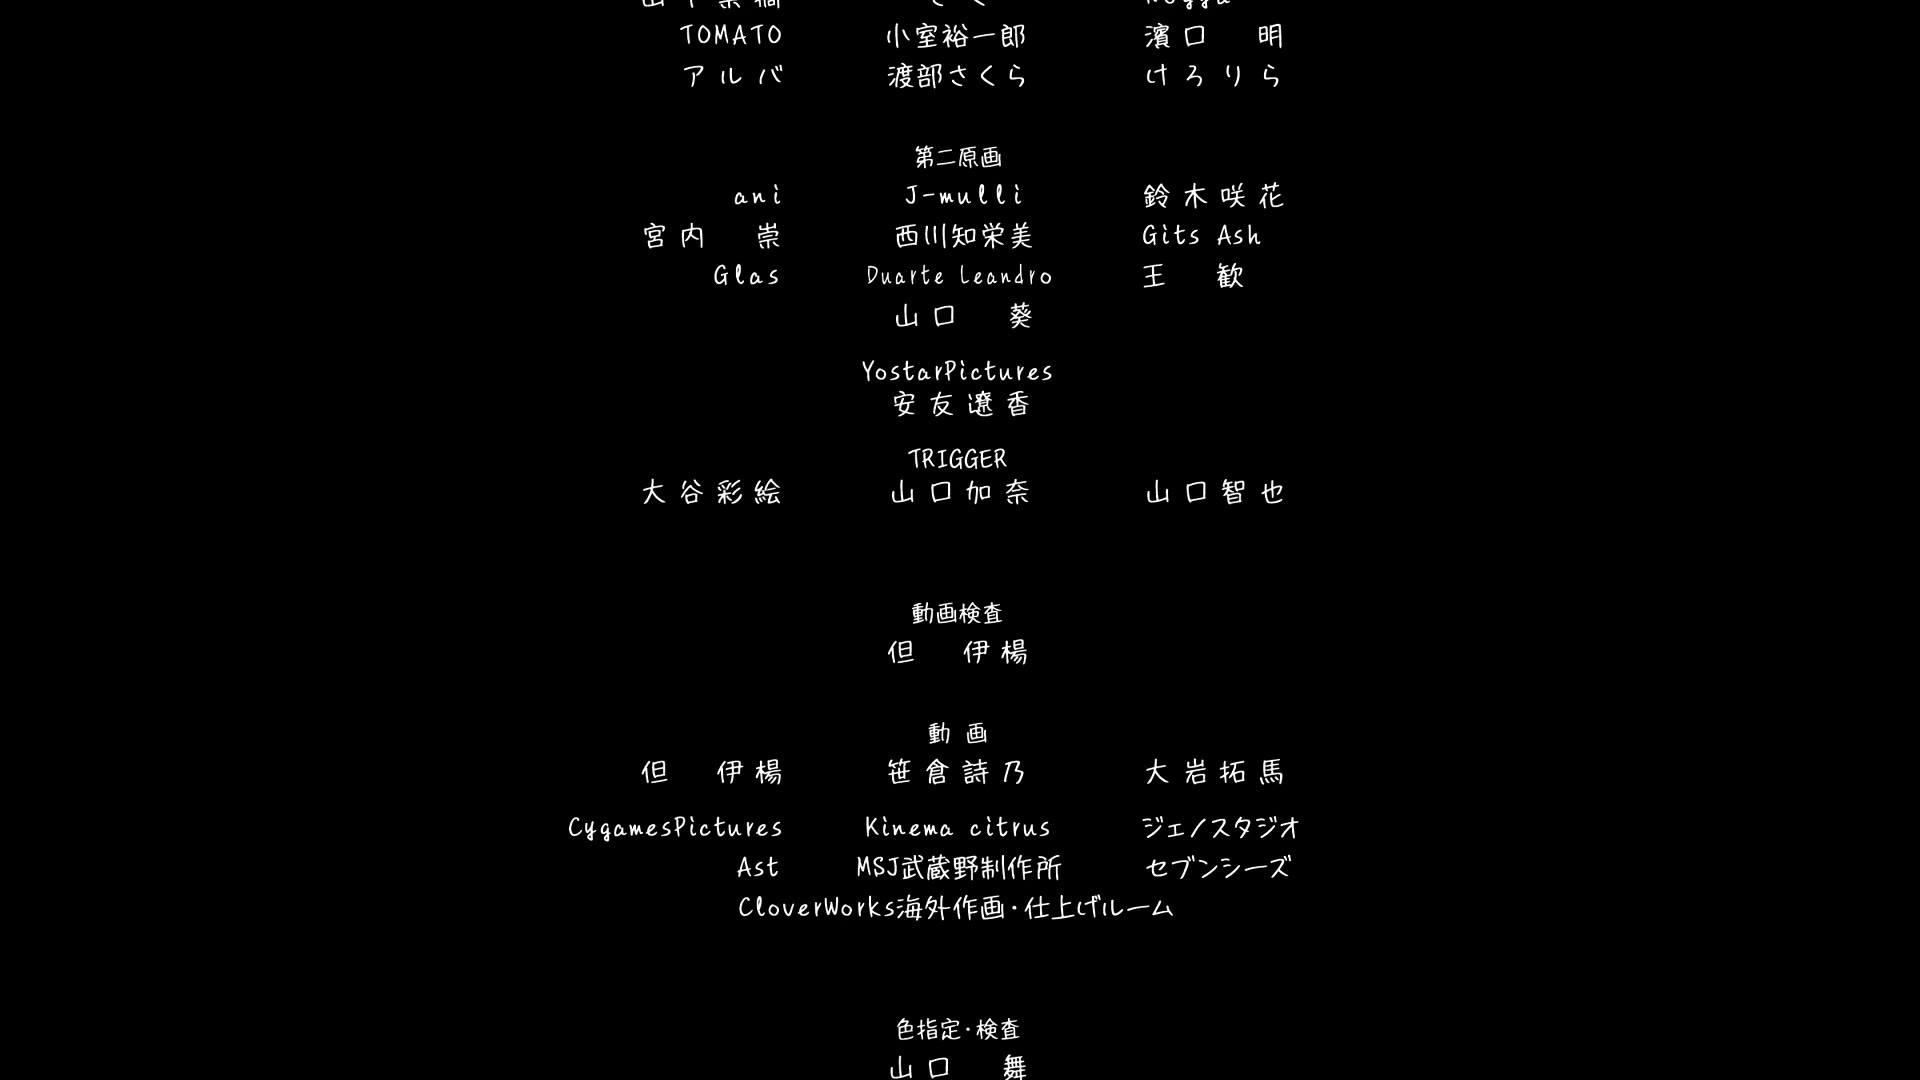 TOMATO 小室裕一郎 濱口 明
アルバ 渡部さくら けろりら
第二原画
ani J-mulli 鈴木咲花
宮内 崇 西川知栄美 Gits Ash
Glas Duarte Leandro 王 歓
山口 葵
YostarPictures
安友遼香
TRIGGER
大谷彩絵 山口加奈 山口智也
動画検査
但 伊楊
動画
但 伊楊 笹倉詩乃 大岩拓馬
CygamesPictures Kinema citrus ジェノスタジオ
Ast MSJ武蔵野制作所 セブンシーズ
CloverWorks海外作画・仕上げルーム
色指定・検査
山口 舞